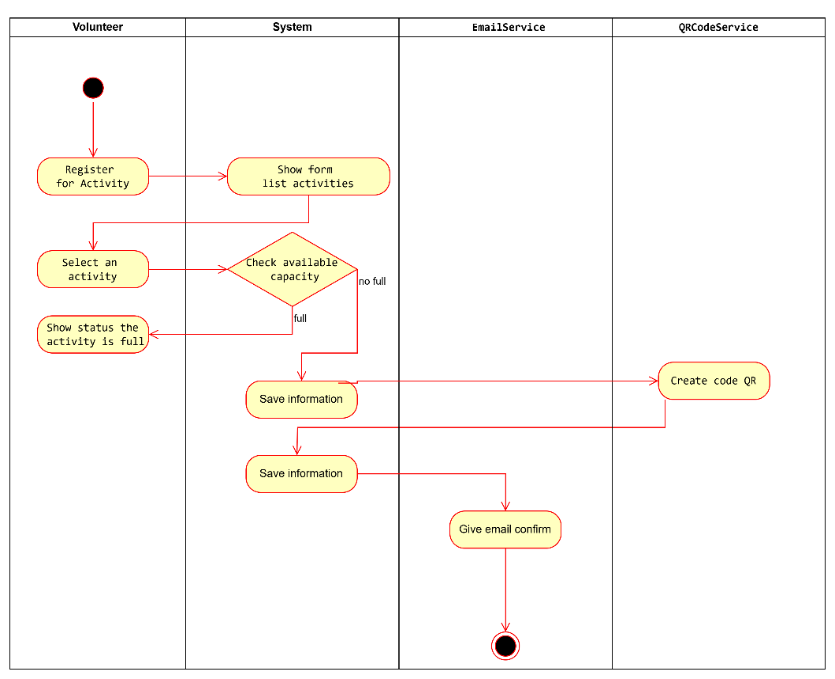 Volunteer
System
EmailService
QRCodeService
Register
for Activity
Show form
list activities
Select an
activity
Check available
capacity
no full
full
Show status the
activity is full
Save information
Create code QR
Save information
Give email confirm